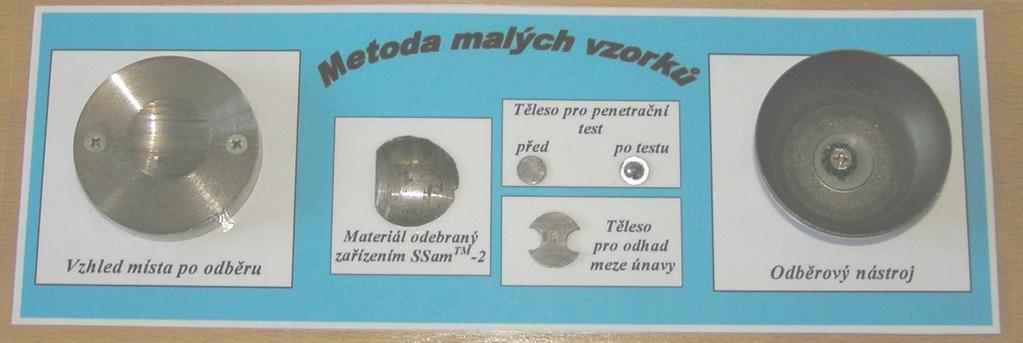 Metoda malých vzorků
Vzhled místa po odběru
Materiál odebraný
zařízením SSam™-2
Těleso pro penetrační
test
před po testu
Těleso
pro odhad
meze únavy
Odběrový nástroj